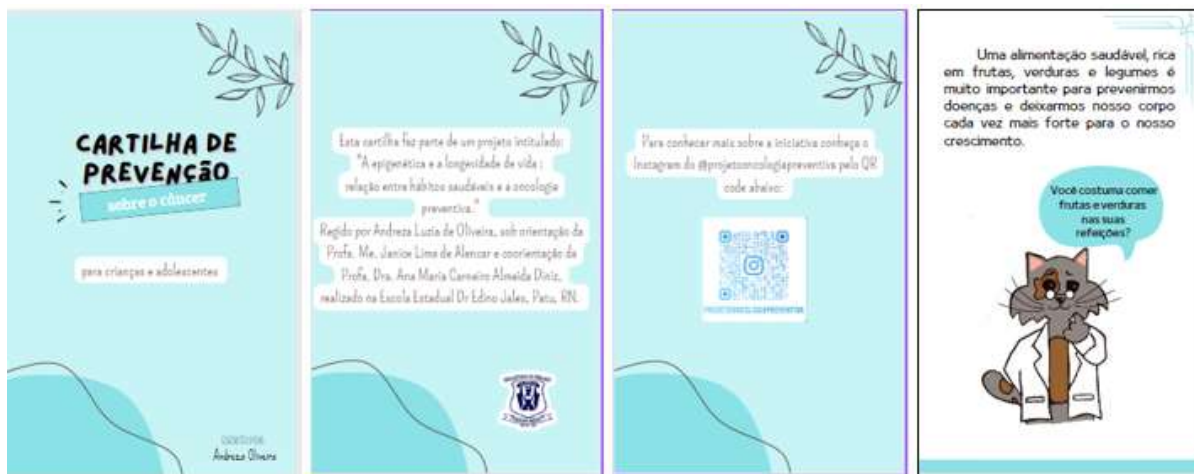 CARTILHA DE
PREVENÇÃO
sobre o câncer
para crianças e adolescentes
Andreza Oliveira
Esta cartilha faz parte de um projeto intitulado:
"A epigenética e a longevidade de vida :
relação entre hábitos saudáveis e a oncologia
preventiva."
Regido por Andreza Luzia de Oliveira, sob orientação da
Profa. Me. Janice Lima de Alencar e coorientação da
Profa. Dra. Ana Maria Carneiro Almeida Diniz,
realizado na Escola Estadual Dr Edino Jales, Patu, RN.
Para conhecer mais sobre a iniciativa conheça o
Instagram do @projetooncologiapreventiva pelo QR
code abaixo:
Uma alimentação saudável, rica
em frutas, verduras e legumes é
muito importante para prevenirmos
doenças e deixarmos nosso corpo
cada vez mais forte para o nosso
crescimento.
Você costuma comer
frutas e verduras
nas suas
refeições?